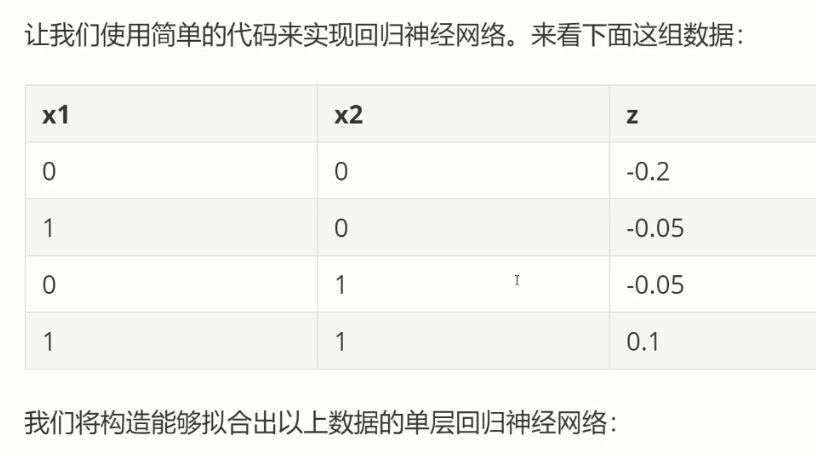 让我们使用简单的代码来实现回归神经网络。来看下面这组数据：
x1 x2 z
0 0 -0.2
1 0 -0.05
0 1 -0.05
1 1 0.1
我们将构造能够拟合出以上数据的单层回归神经网络：